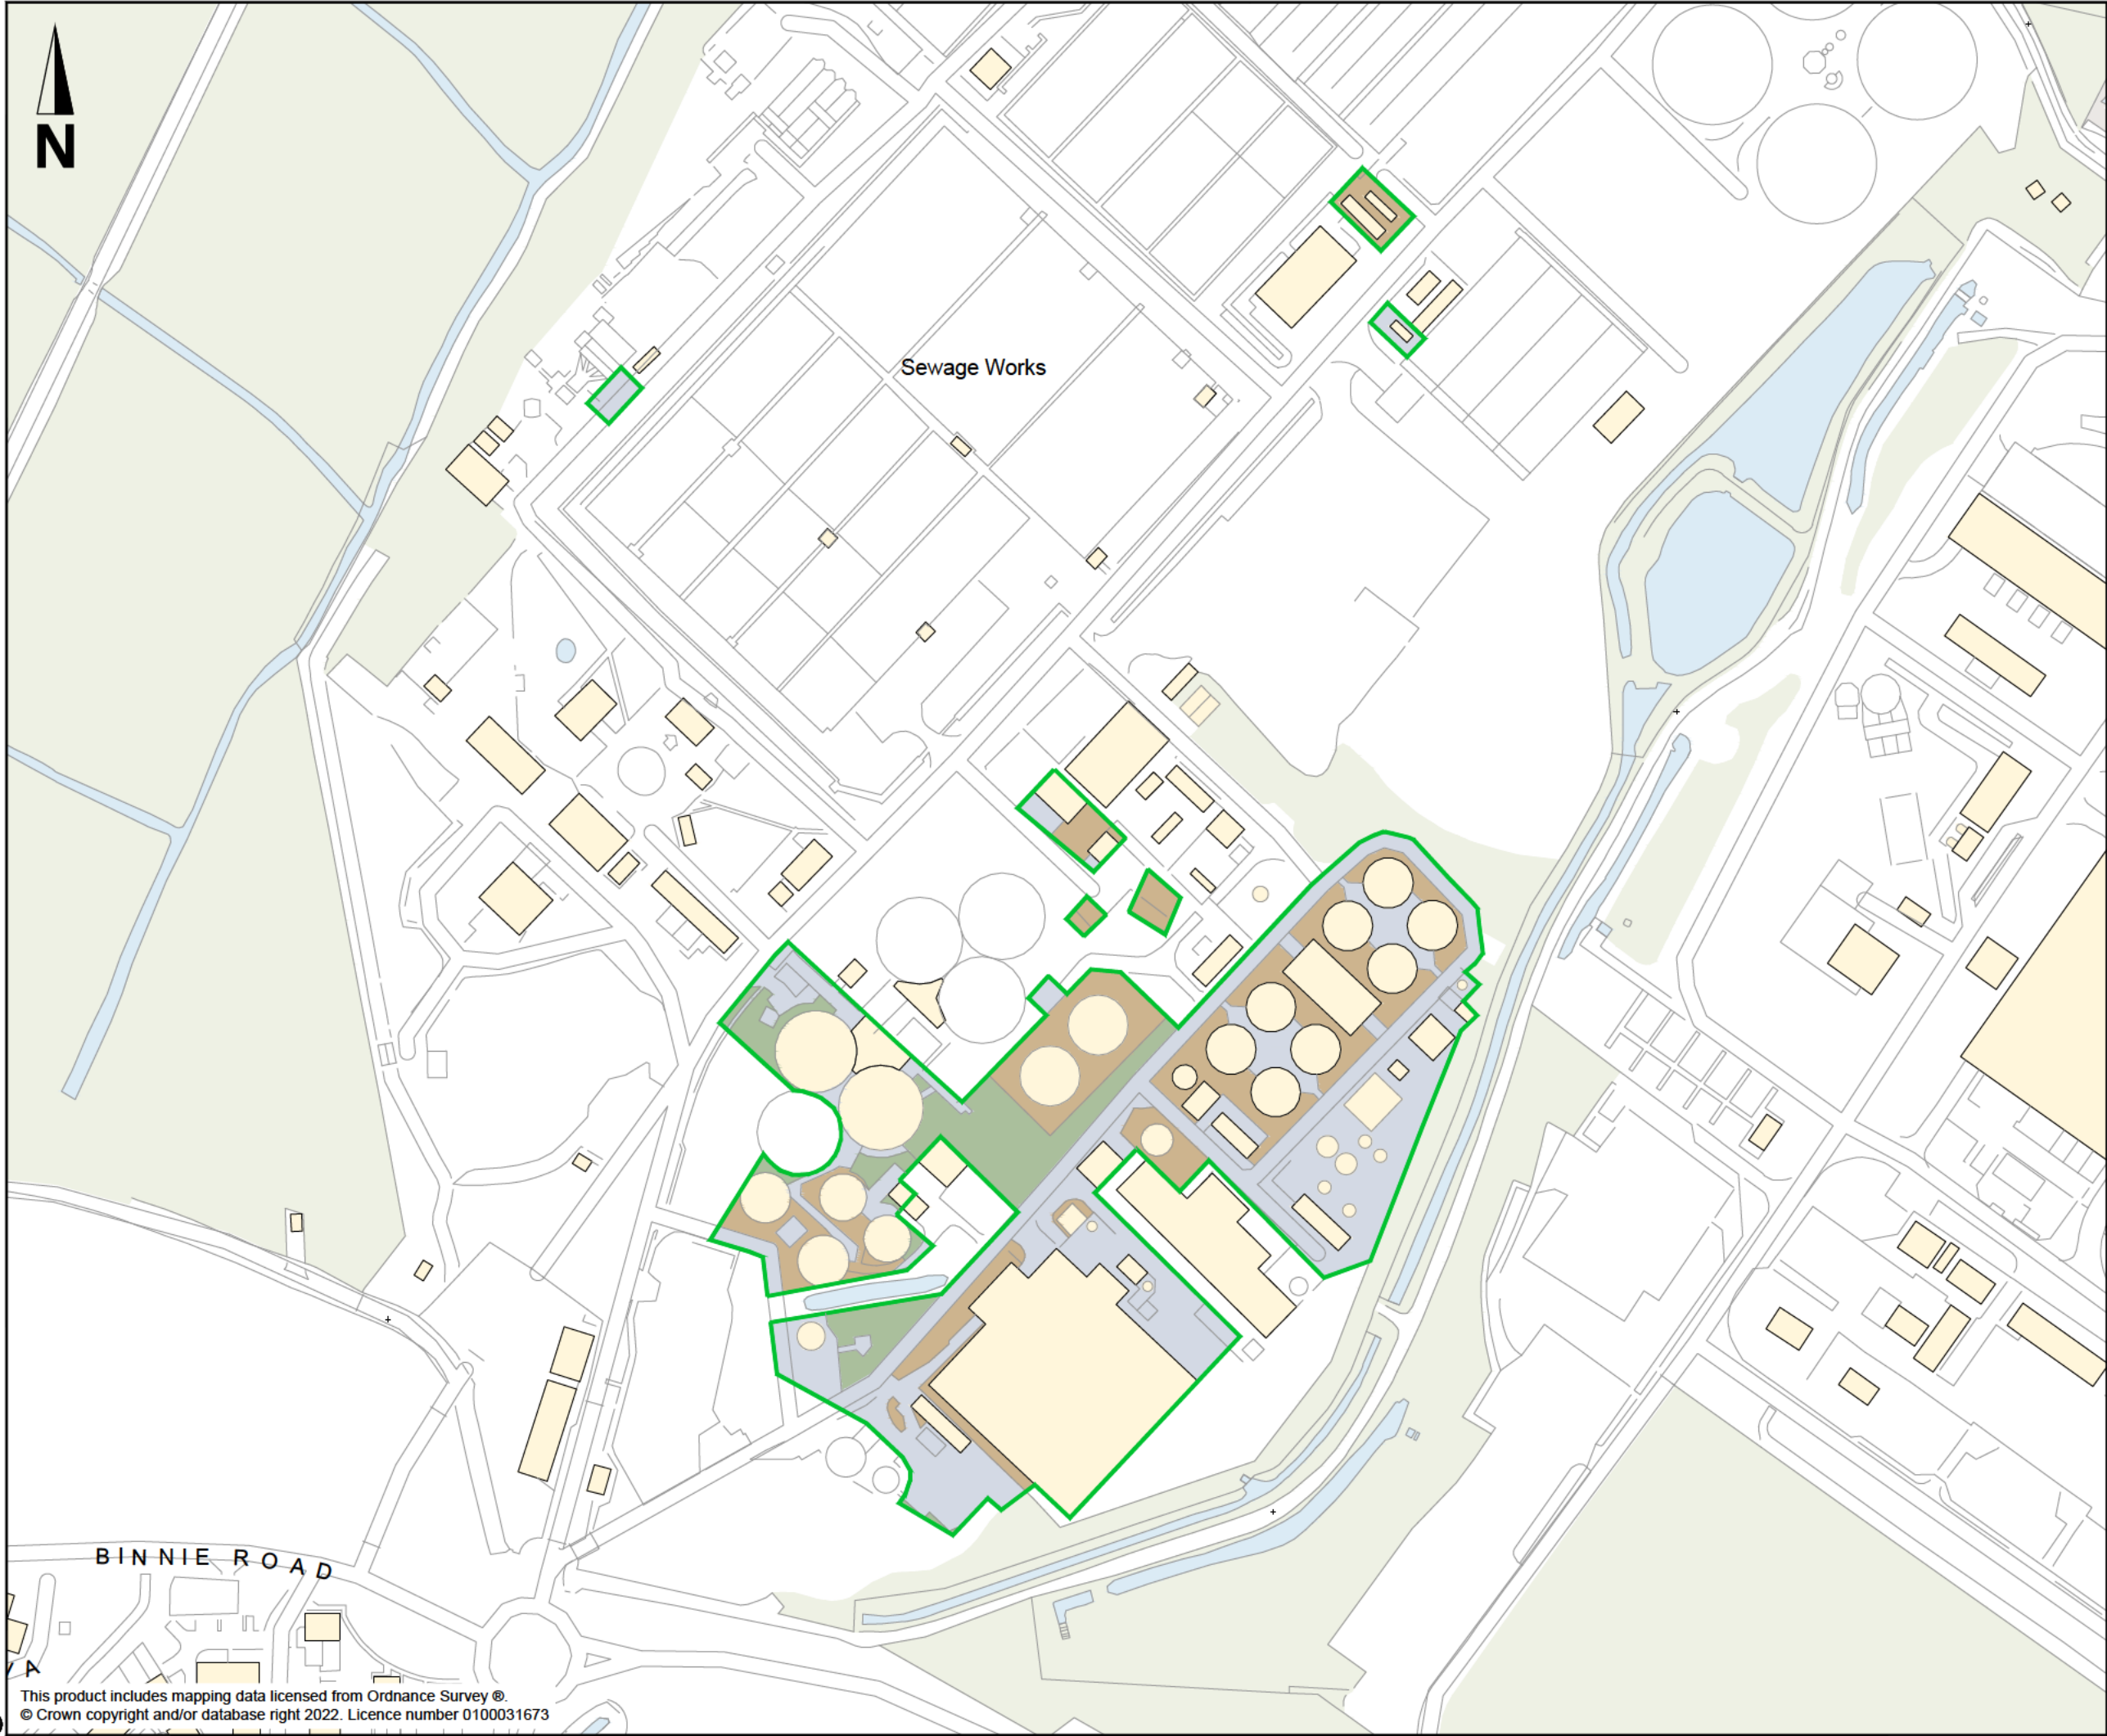 N
Sewage Works
BINNIE ROAD
This product includes mapping data licensed from Ordnance Survey ®.
© Crown copyright and/or database right 2022. Licence number 0100031673